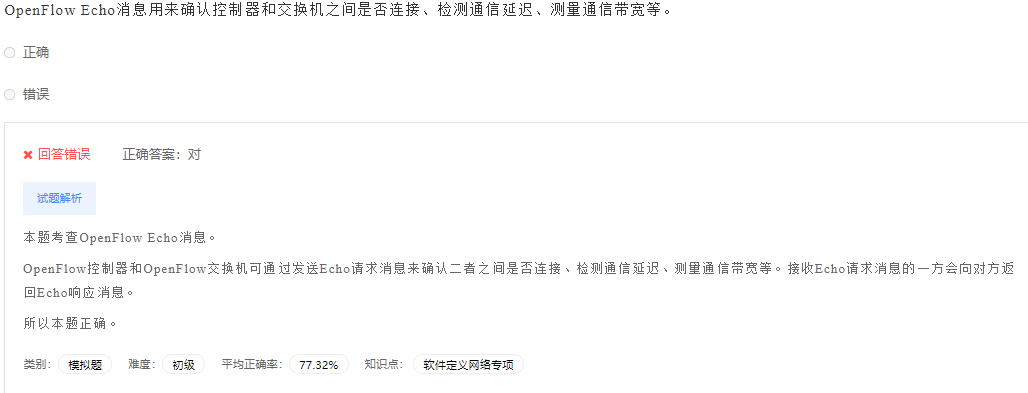 OpenFlow Echo消息用来确认控制器和交换机之间是否连接、检测通信延迟、测量通信带宽等。
正确
错误
回答错误 正确答案：对
试题解析
本题考查OpenFlow Echo消息。
OpenFlow控制器和OpenFlow交换机可通过发送Echo请求消息来确认二者之间是否连接、检测通信延迟、测量通信带宽等。接收Echo请求消息的一方会向对方返
回Echo响应消息。
所以本题正确。
类别： 模拟题 难度： 初级 平均正确率： 77.32% 知识点： 软件定义网络专项